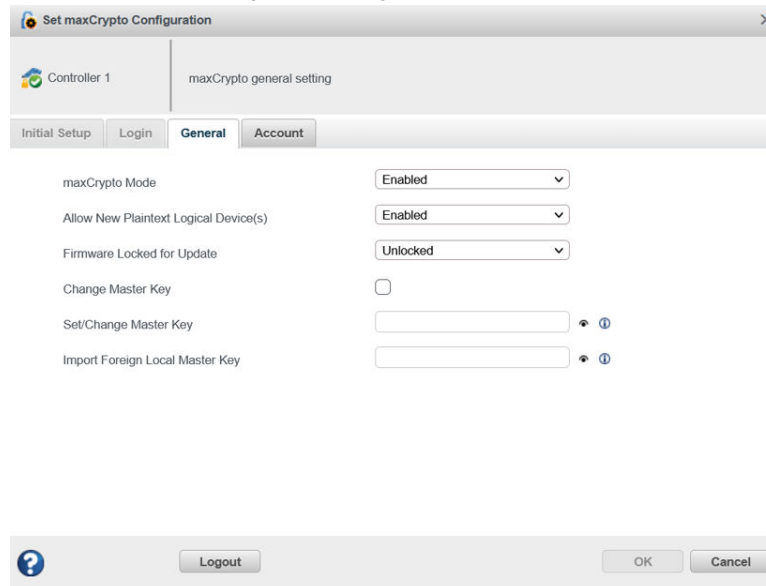 Set maxCrypto Configuration
Controller 1
maxCrypto general setting
Initial Setup Login General Account
maxCrypto Mode Enabled
Allow New Plaintext Logical Device(s) Enabled
Firmware Locked for Update Unlocked
Change Master Key
Set/Change Master Key
Import Foreign Local Master Key
Logout OK Cancel